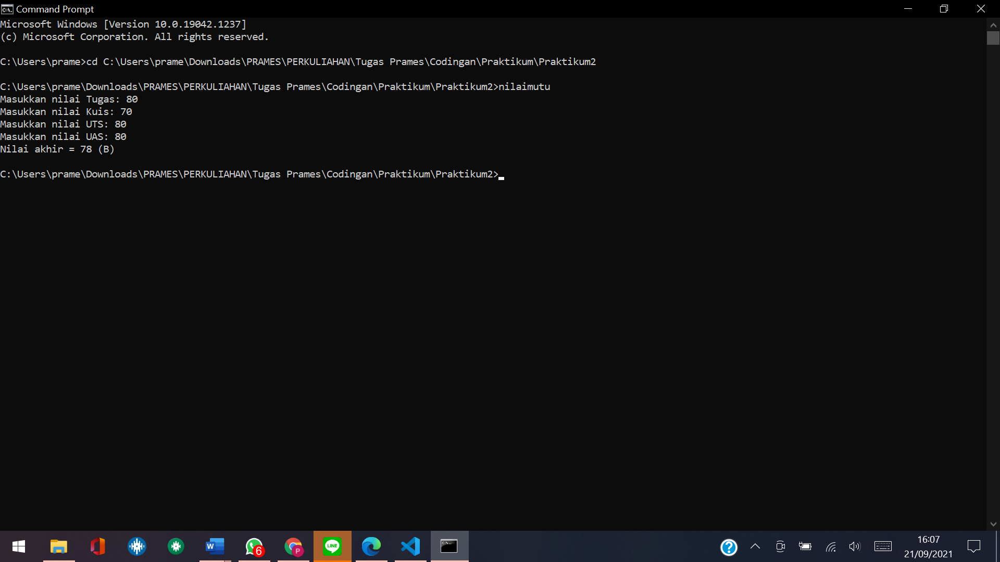 Command Prompt
Microsoft Windows [Version 10.0.19042.1237]
(c) Microsoft Corporation. All rights reserved.
C:\Users\prame>cd C:\Users\prame\Downloads\PRAMES\PERKULIAHAN\Tugas Prames\Codingan\Praktikum\Praktikum2
C:\Users\prame\Downloads\PRAMES\PERKULIAHAN\Tugas Prames\Codingan\Praktikum\Praktikum2>nilaimutu
Masukkan nilai Tugas: 80
Masukkan nilai Kuis: 70
Masukkan nilai UTS: 80
Masukkan nilai UAS: 80
Nilai akhir = 78 (B)
C:\Users\prame\Downloads\PRAMES\PERKULIAHAN\Tugas Prames\Codingan\Praktikum\Praktikum2>
W
6
P
LINE
C:\.
?
16:07
21/09/2021